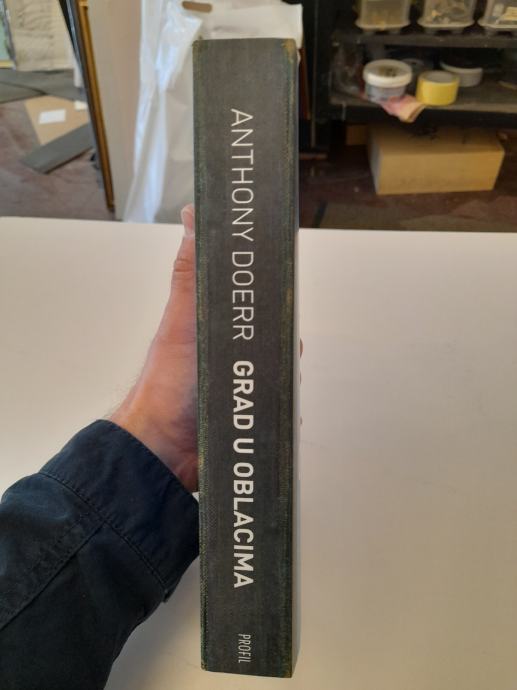 ANTHONY DOERR GRAD U OBLACIMA
PROFIL